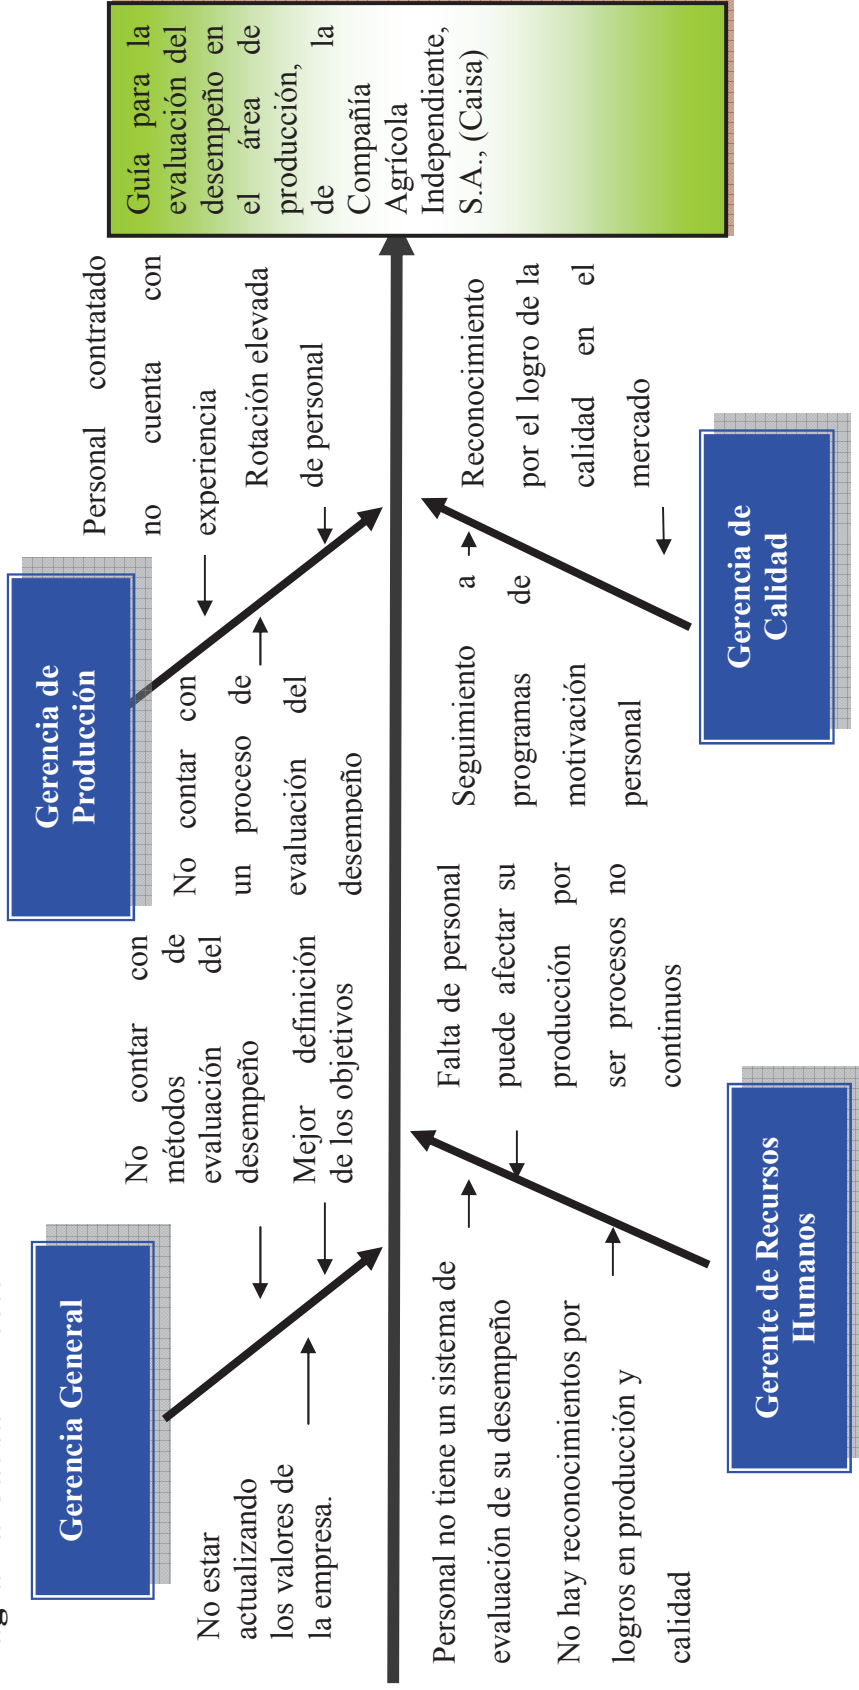 Gerencia General
Gerencia de
Producción
Guía para la
evaluación del
desempeño en
el área de
producción,
de la
Compañía
Agrícola
Independiente,
S.A., (Caisa)
No estar
actualizando
los valores de
la empresa.
No contar con
métodos de
evaluación del
desempeño
Mejor definición
de los objetivos
No contar con
un proceso de
evaluación del
desempeño
Personal contratado
no cuenta con
experiencia
Rotación elevada
de personal
Personal no tiene un sistema de
evaluación de su desempeño
No hay reconocimientos por
logros en producción y
calidad
Falta de personal
puede afectar su
producción por
ser procesos no
continuos
Seguimiento a
programas de
motivación
personal
Reconocimiento
por el logro de la
calidad en el
mercado
Gerente de Recursos
Humanos
Gerencia de
Calidad